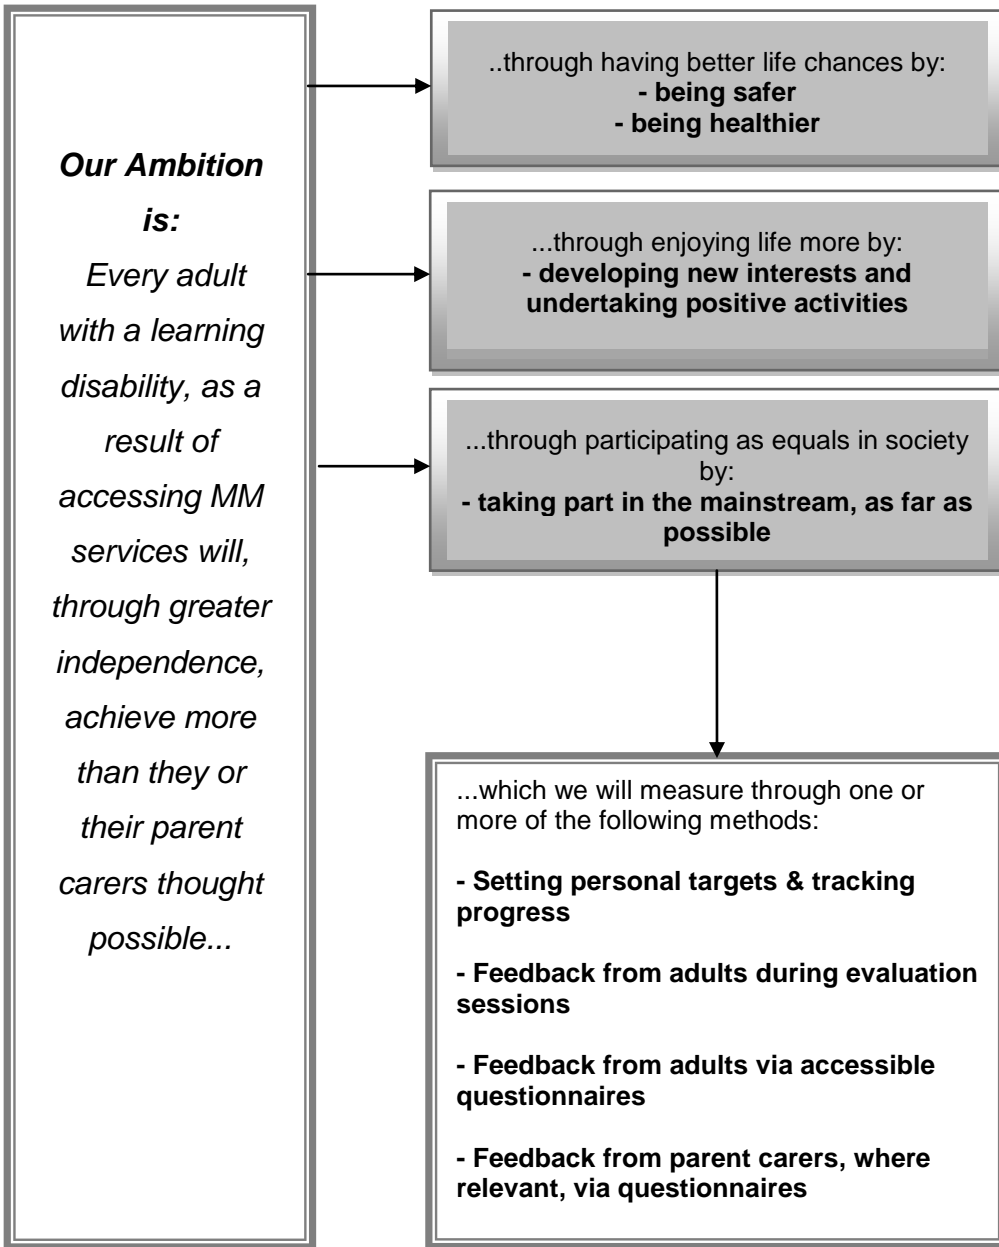 Our Ambition
is:
Every adult
with a learning
disability, as a
result of
accessing MM
services will,
through greater
independence,
achieve more
than they or
their parent
carers thought
possible...
..through having better life chances by:
- being safer
- being healthier
...through enjoying life more by:
- developing new interests and
undertaking positive activities
...through participating as equals in society
by:
- taking part in the mainstream, as far as
possible
...which we will measure through one or
more of the following methods:
- Setting personal targets & tracking
progress
- Feedback from adults during evaluation
sessions
- Feedback from adults via accessible
questionnaires
- Feedback from parent carers, where
relevant, via questionnaires